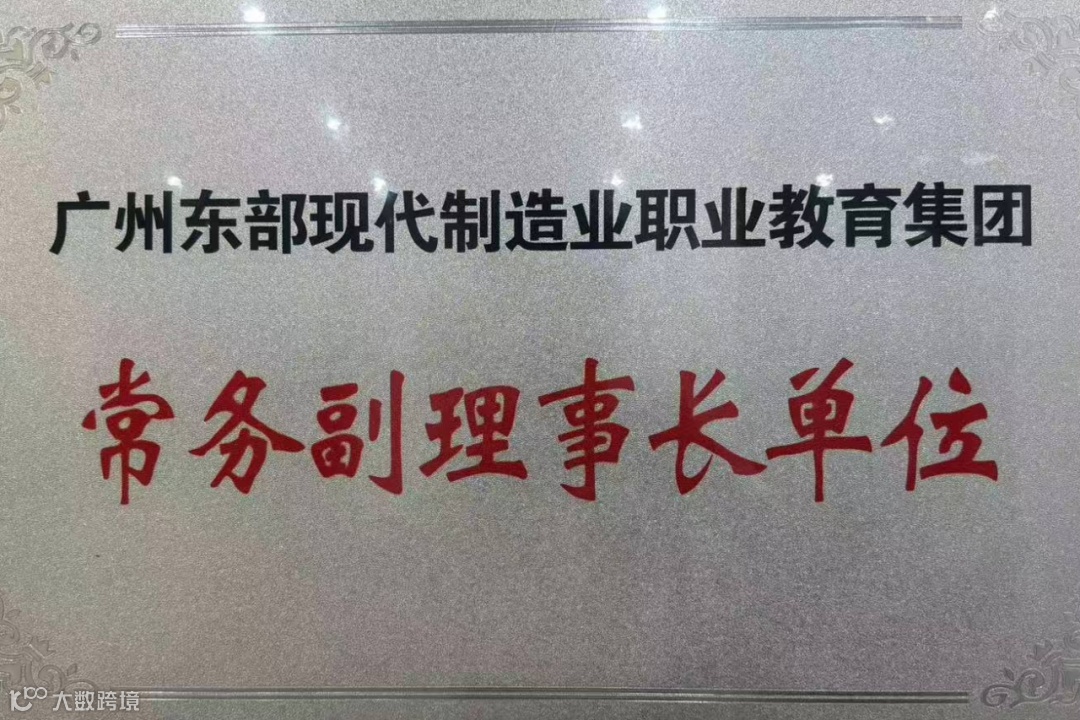 广州东部现代制造业职业教育集团
常务副理事长单位
大数跨境